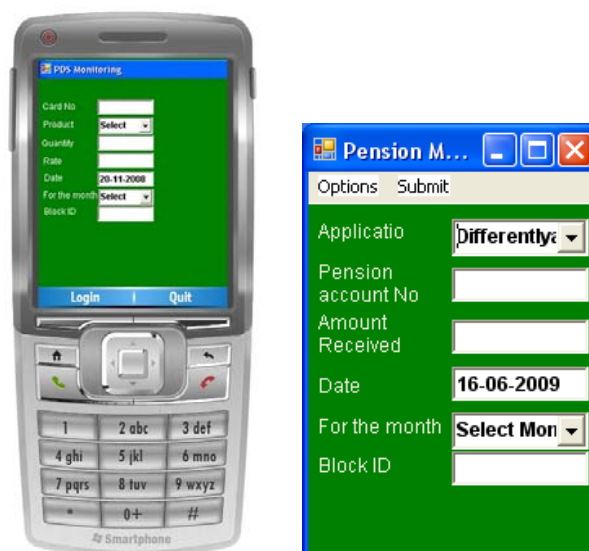 PDS Monitoring
Card No
Product Select
Quantity
Rate
Date 20-11-2008
For the month Select
Block ID
Login Quit
1 2 abc 3 def
4 ghi 5 jkl 6 mno
7 pqrs 8 tuv 9 wxyz
* 0+ #
Smartphone
Pension M...
Options Submit
Applicatio Differentlya
Pension
account No
Amount
Received
Date 16-06-2009
For the month Select Mon
Block ID